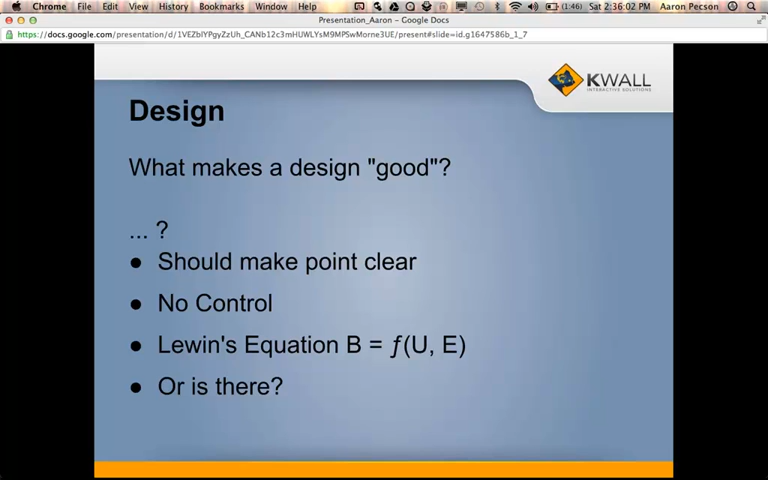 Chrome File Edit View History Bookmarks Window Help (1:46) Sat 2:36:02 PM Aaron Pecson
Presentation_Aaron – Google Docs
https://docs.google.com/presentation/d/1VEZblYPgyZzUh_CANb12c3mHUWLYsM9MPSwMorne3UE/present#slide=id.g1647586b_1_7
KWALL
INTERACTIVE SOLUTIONS
Design
What makes a design "good"?
... ?
● Should make point clear
● No Control
● Lewin's Equation B = ƒ(U, E)
● Or is there?